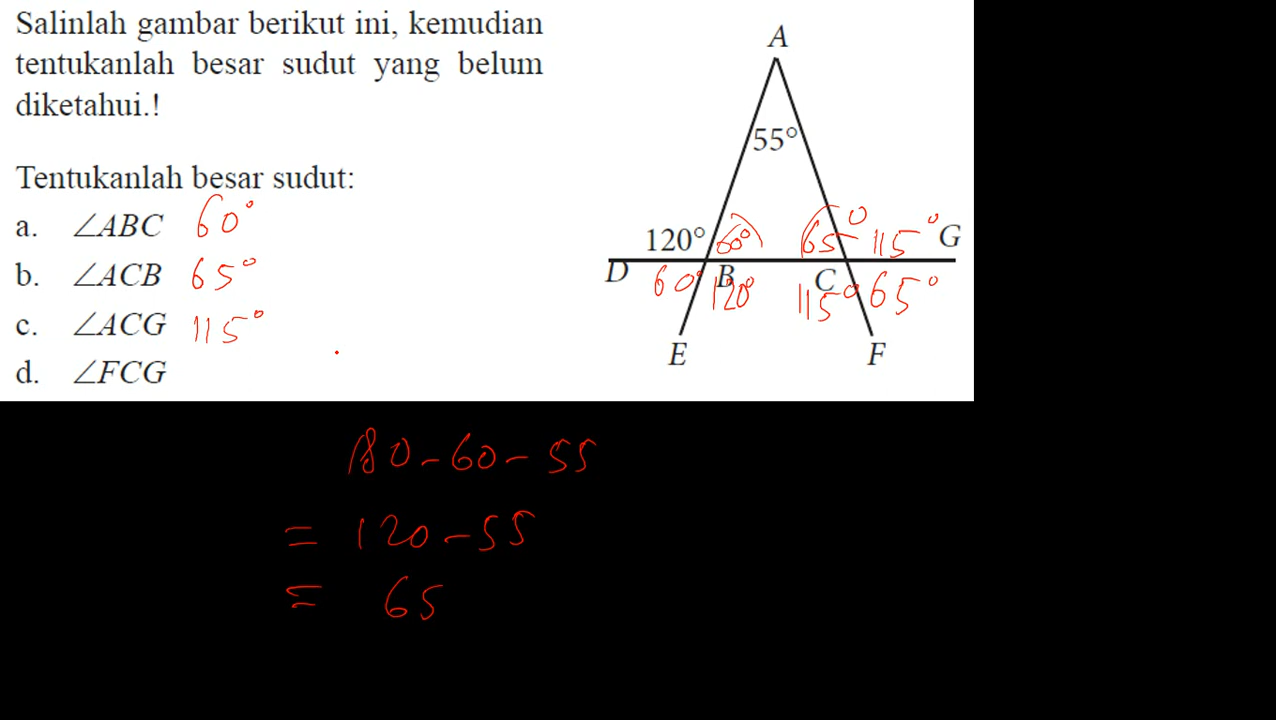 Salinlah gambar berikut ini, kemudian
tentukanlah besar sudut yang belum
diketahui.!
Tentukanlah besar sudut:
a. ∠ABC 60°
b. ∠ACB 65°
c. ∠ACG 115°
d. ∠FCG
A
55°
120° 60° 65° 115° G
D B C
60° 120° 115° 65°
E F
180-60-55
= 120-55
= 65